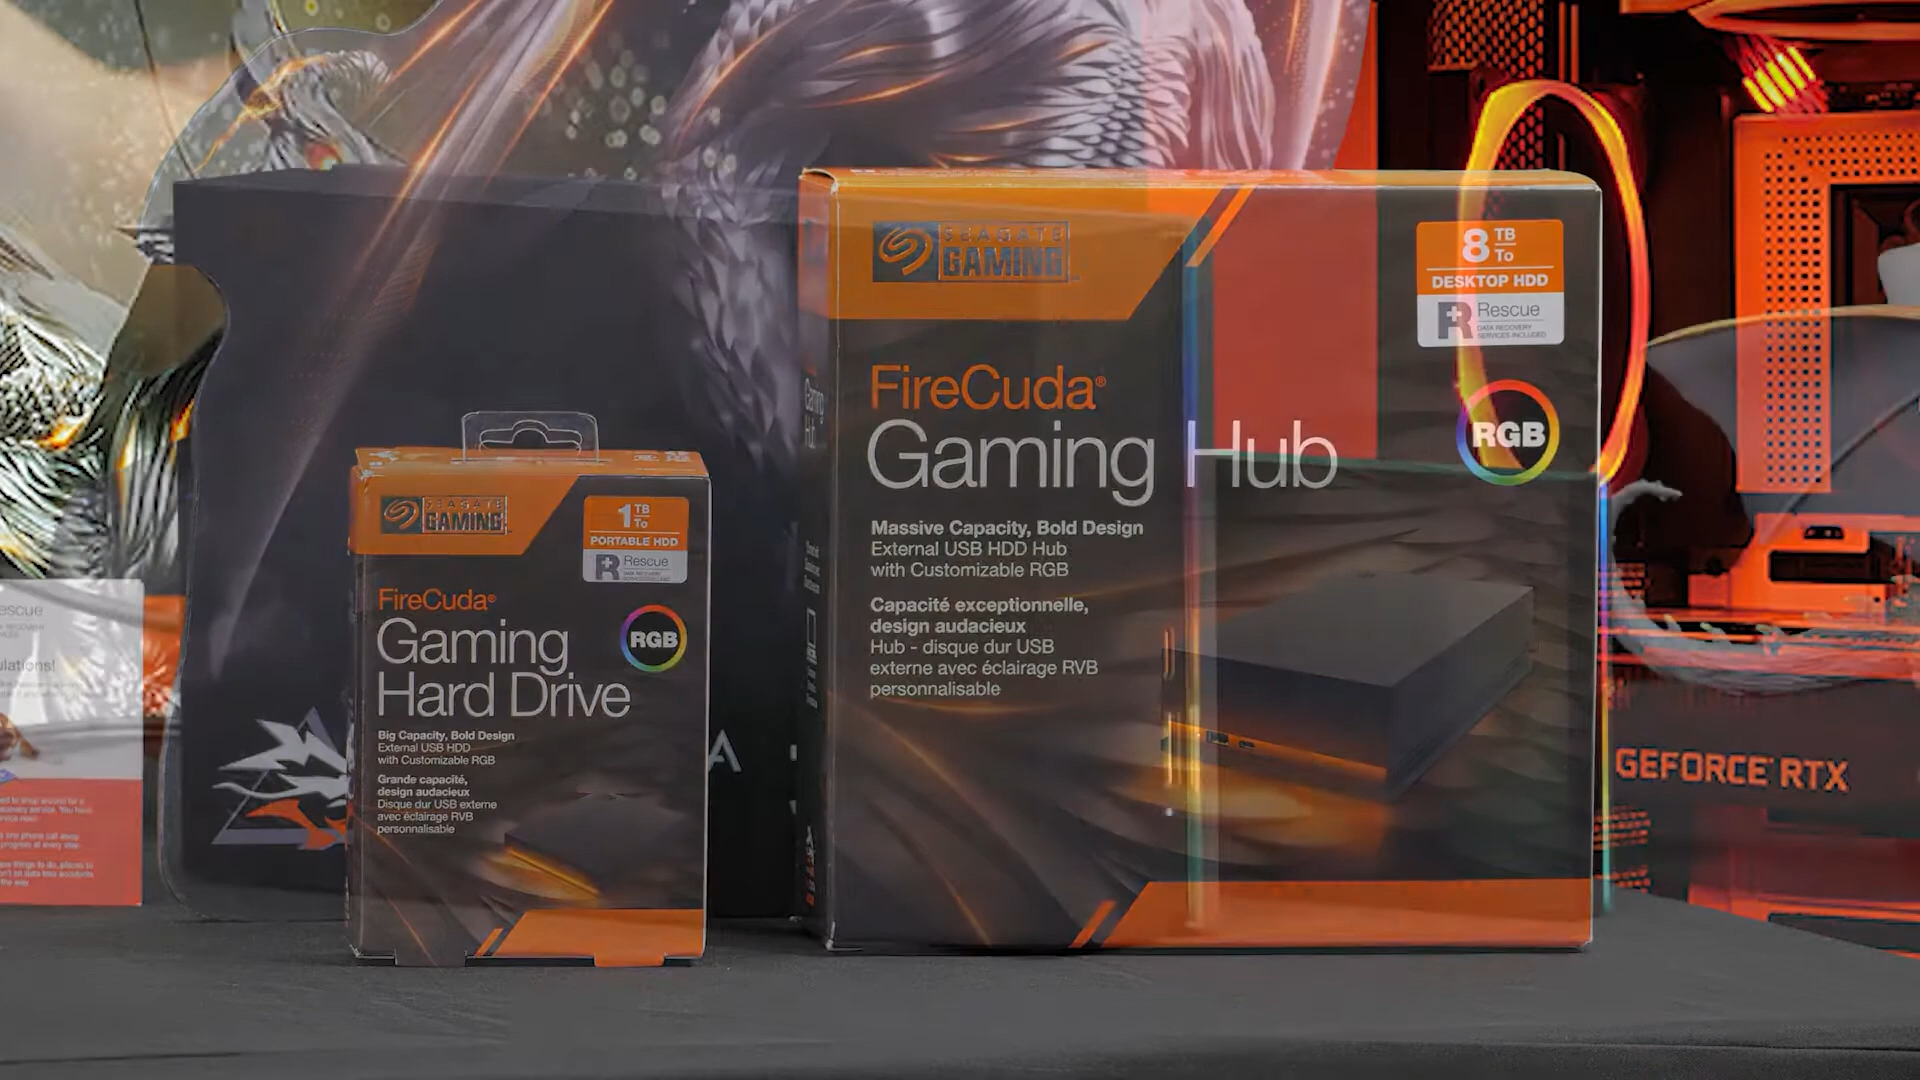 SEAGATE
GAMING
1 TB
To
PORTABLE HDD
Rescue
FireCuda®
Gaming
Hard Drive
RGB
Big Capacity, Bold Design
External USB HDD
with Customizable RGB
Grande capacité,
design audacieux
Disque dur USB externe
avec éclairage RVB
personnalisable
SEAGATE
GAMING
8 TB
To
DESKTOP HDD
Rescue
DATA RECOVERY
SERVICES INCLUDED
FireCuda®
Gaming Hub
RGB
Massive Capacity, Bold Design
External USB HDD Hub
with Customizable RGB
Capacité exceptionnelle,
design audacieux
Hub - disque dur USB
externe avec éclairage RVB
personnalisable
Gaming
Hub
A
GEFORCE RTX